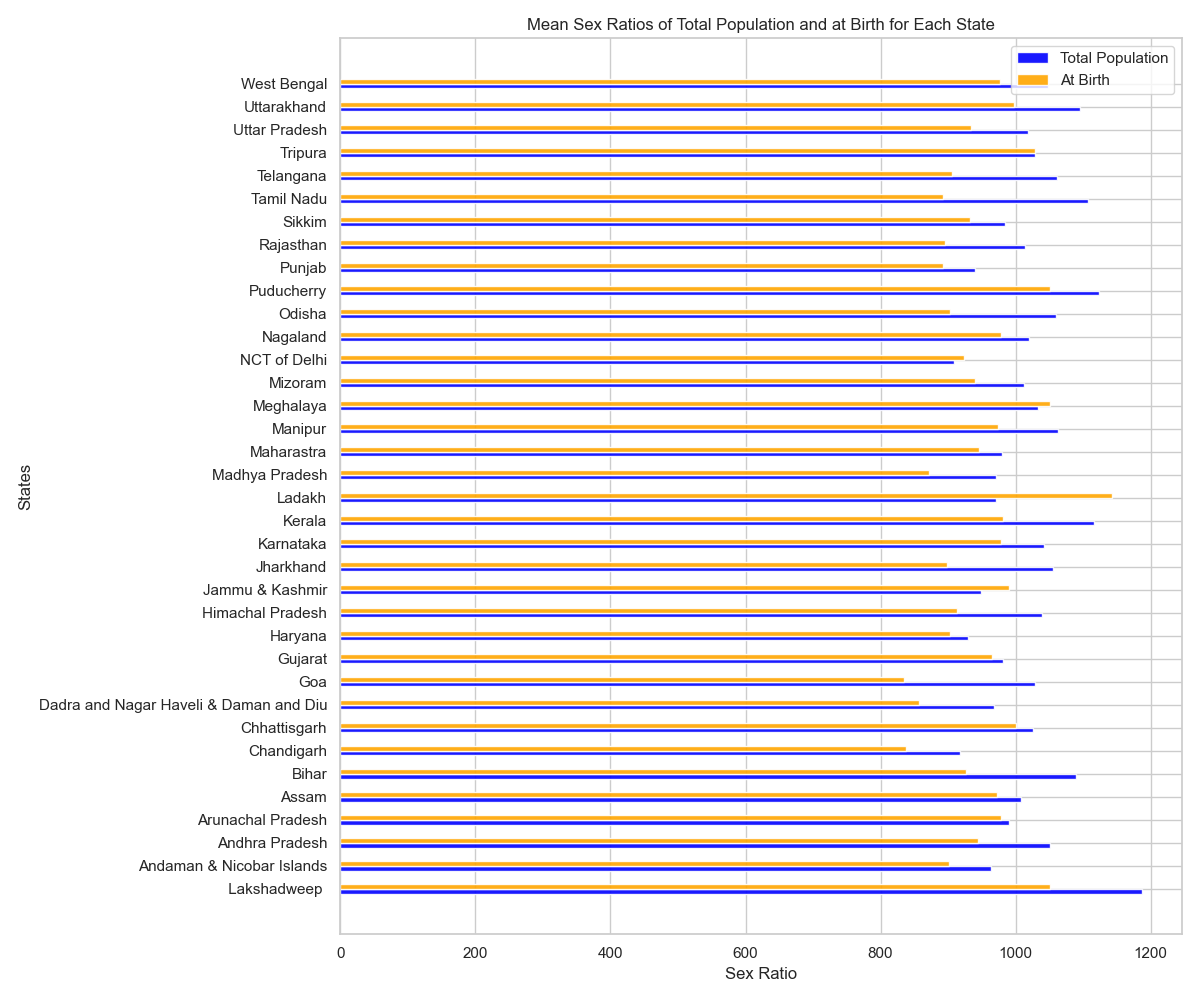 Mean Sex Ratios of Total Population and at Birth for Each State
Total Population
At Birth
States
West Bengal
Uttarakhand
Uttar Pradesh
Tripura
Telangana
Tamil Nadu
Sikkim
Rajasthan
Punjab
Puducherry
Odisha
Nagaland
NCT of Delhi
Mizoram
Meghalaya
Manipur
Maharastra
Madhya Pradesh
Ladakh
Kerala
Karnataka
Jharkhand
Jammu & Kashmir
Himachal Pradesh
Haryana
Gujarat
Goa
Dadra and Nagar Haveli & Daman and Diu
Chhattisgarh
Chandigarh
Bihar
Assam
Arunachal Pradesh
Andhra Pradesh
Andaman & Nicobar Islands
Lakshadweep
0 200 400 600 800 1000 1200
Sex Ratio